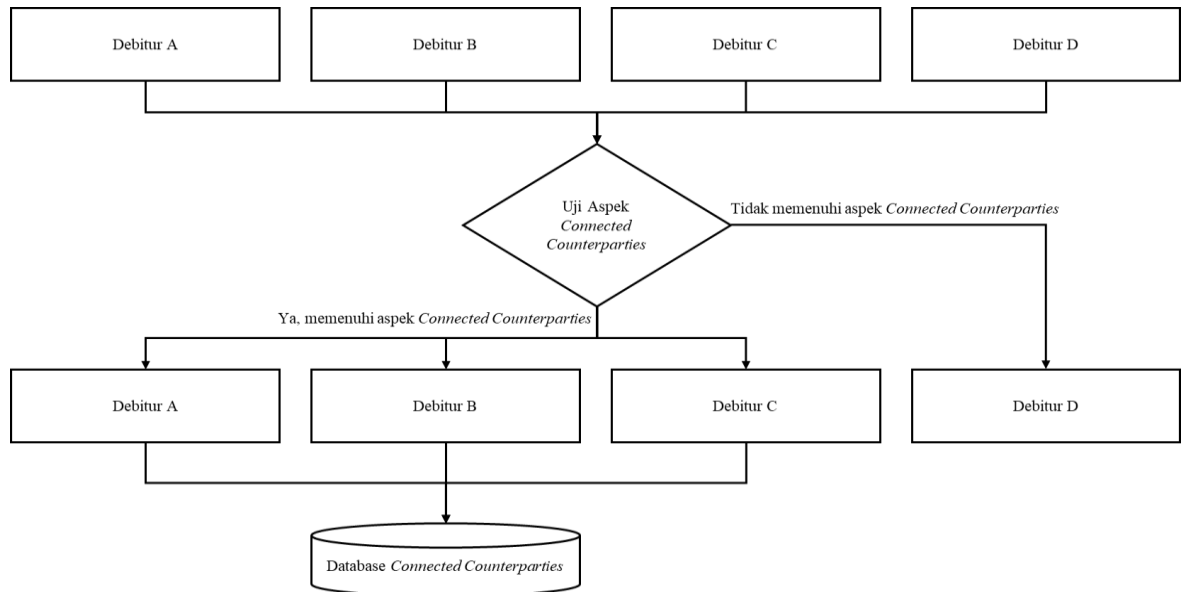 Debitur A
Debitur B
Debitur C
Debitur D
Uji Aspek
Connected
Counterparties
Tidak memenuhi aspek Connected Counterparties
Ya, memenuhi aspek Connected Counterparties
Debitur A
Debitur B
Debitur C
Debitur D
Database Connected Counterparties